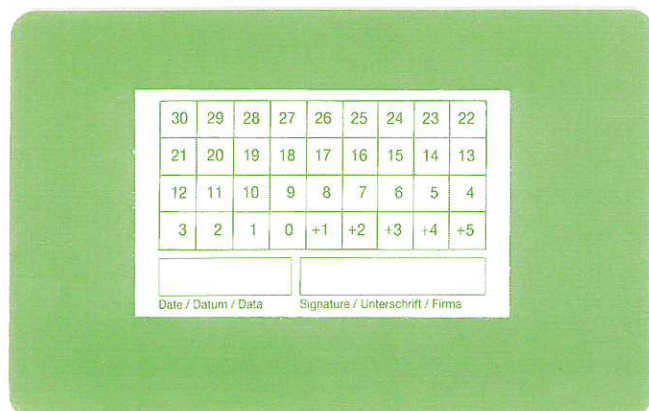 30 29 28 27 26 25 24 23 22
21 20 19 18 17 16 15 14 13
12 11 10 9 8 7 6 5 4
3 2 1 0 +1 +2 +3 +4 +5
Date / Datum / Data Signature / Unterschrift / Firma